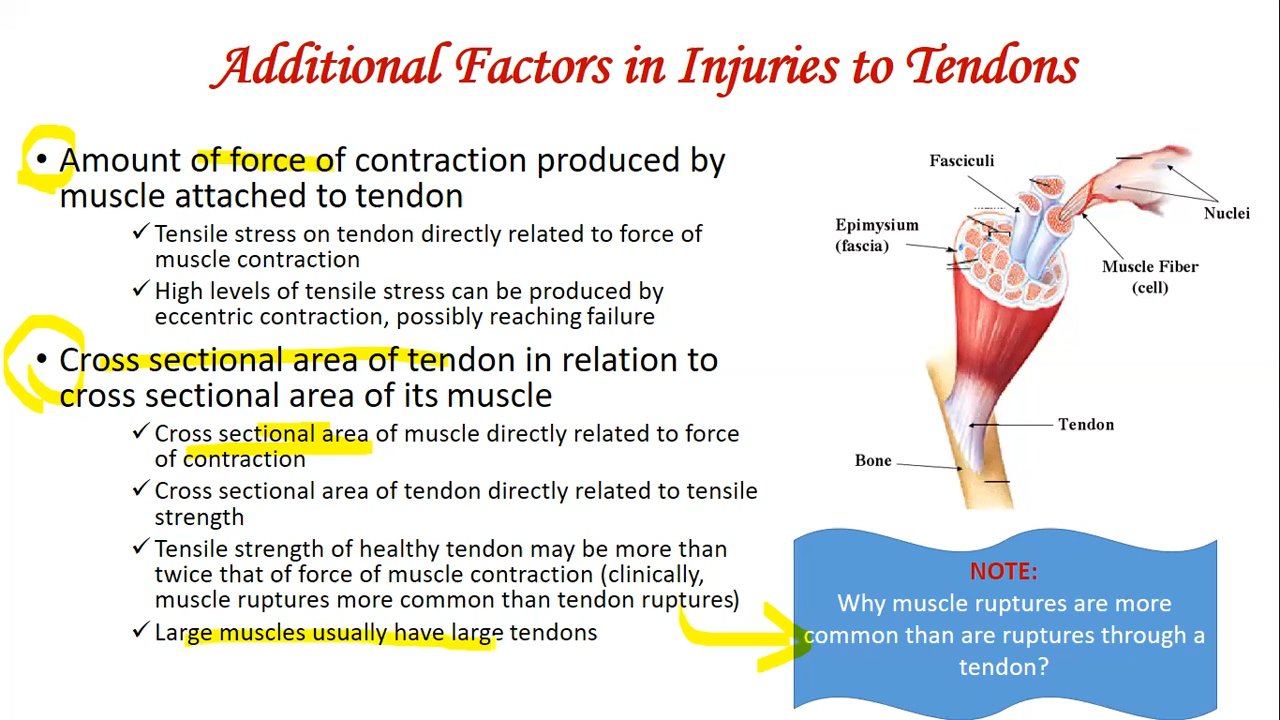 Additional Factors in Injuries to Tendons
• Amount of force of contraction produced by
muscle attached to tendon
✓ Tensile stress on tendon directly related to force of
muscle contraction
✓ High levels of tensile stress can be produced by
eccentric contraction, possibly reaching failure
• Cross sectional area of tendon in relation to
cross sectional area of its muscle
✓ Cross sectional area of muscle directly related to force
of contraction
✓ Cross sectional area of tendon directly related to tensile
strength
✓ Tensile strength of healthy tendon may be more than
twice that of force of muscle contraction (clinically,
muscle ruptures more common than tendon ruptures)
✓ Large muscles usually have large tendons
Fasciculi
Nuclei
Epimysium
(fascia)
Muscle Fiber
(cell)
Tendon
Bone
NOTE:
Why muscle ruptures are more
common than are ruptures through a
tendon?